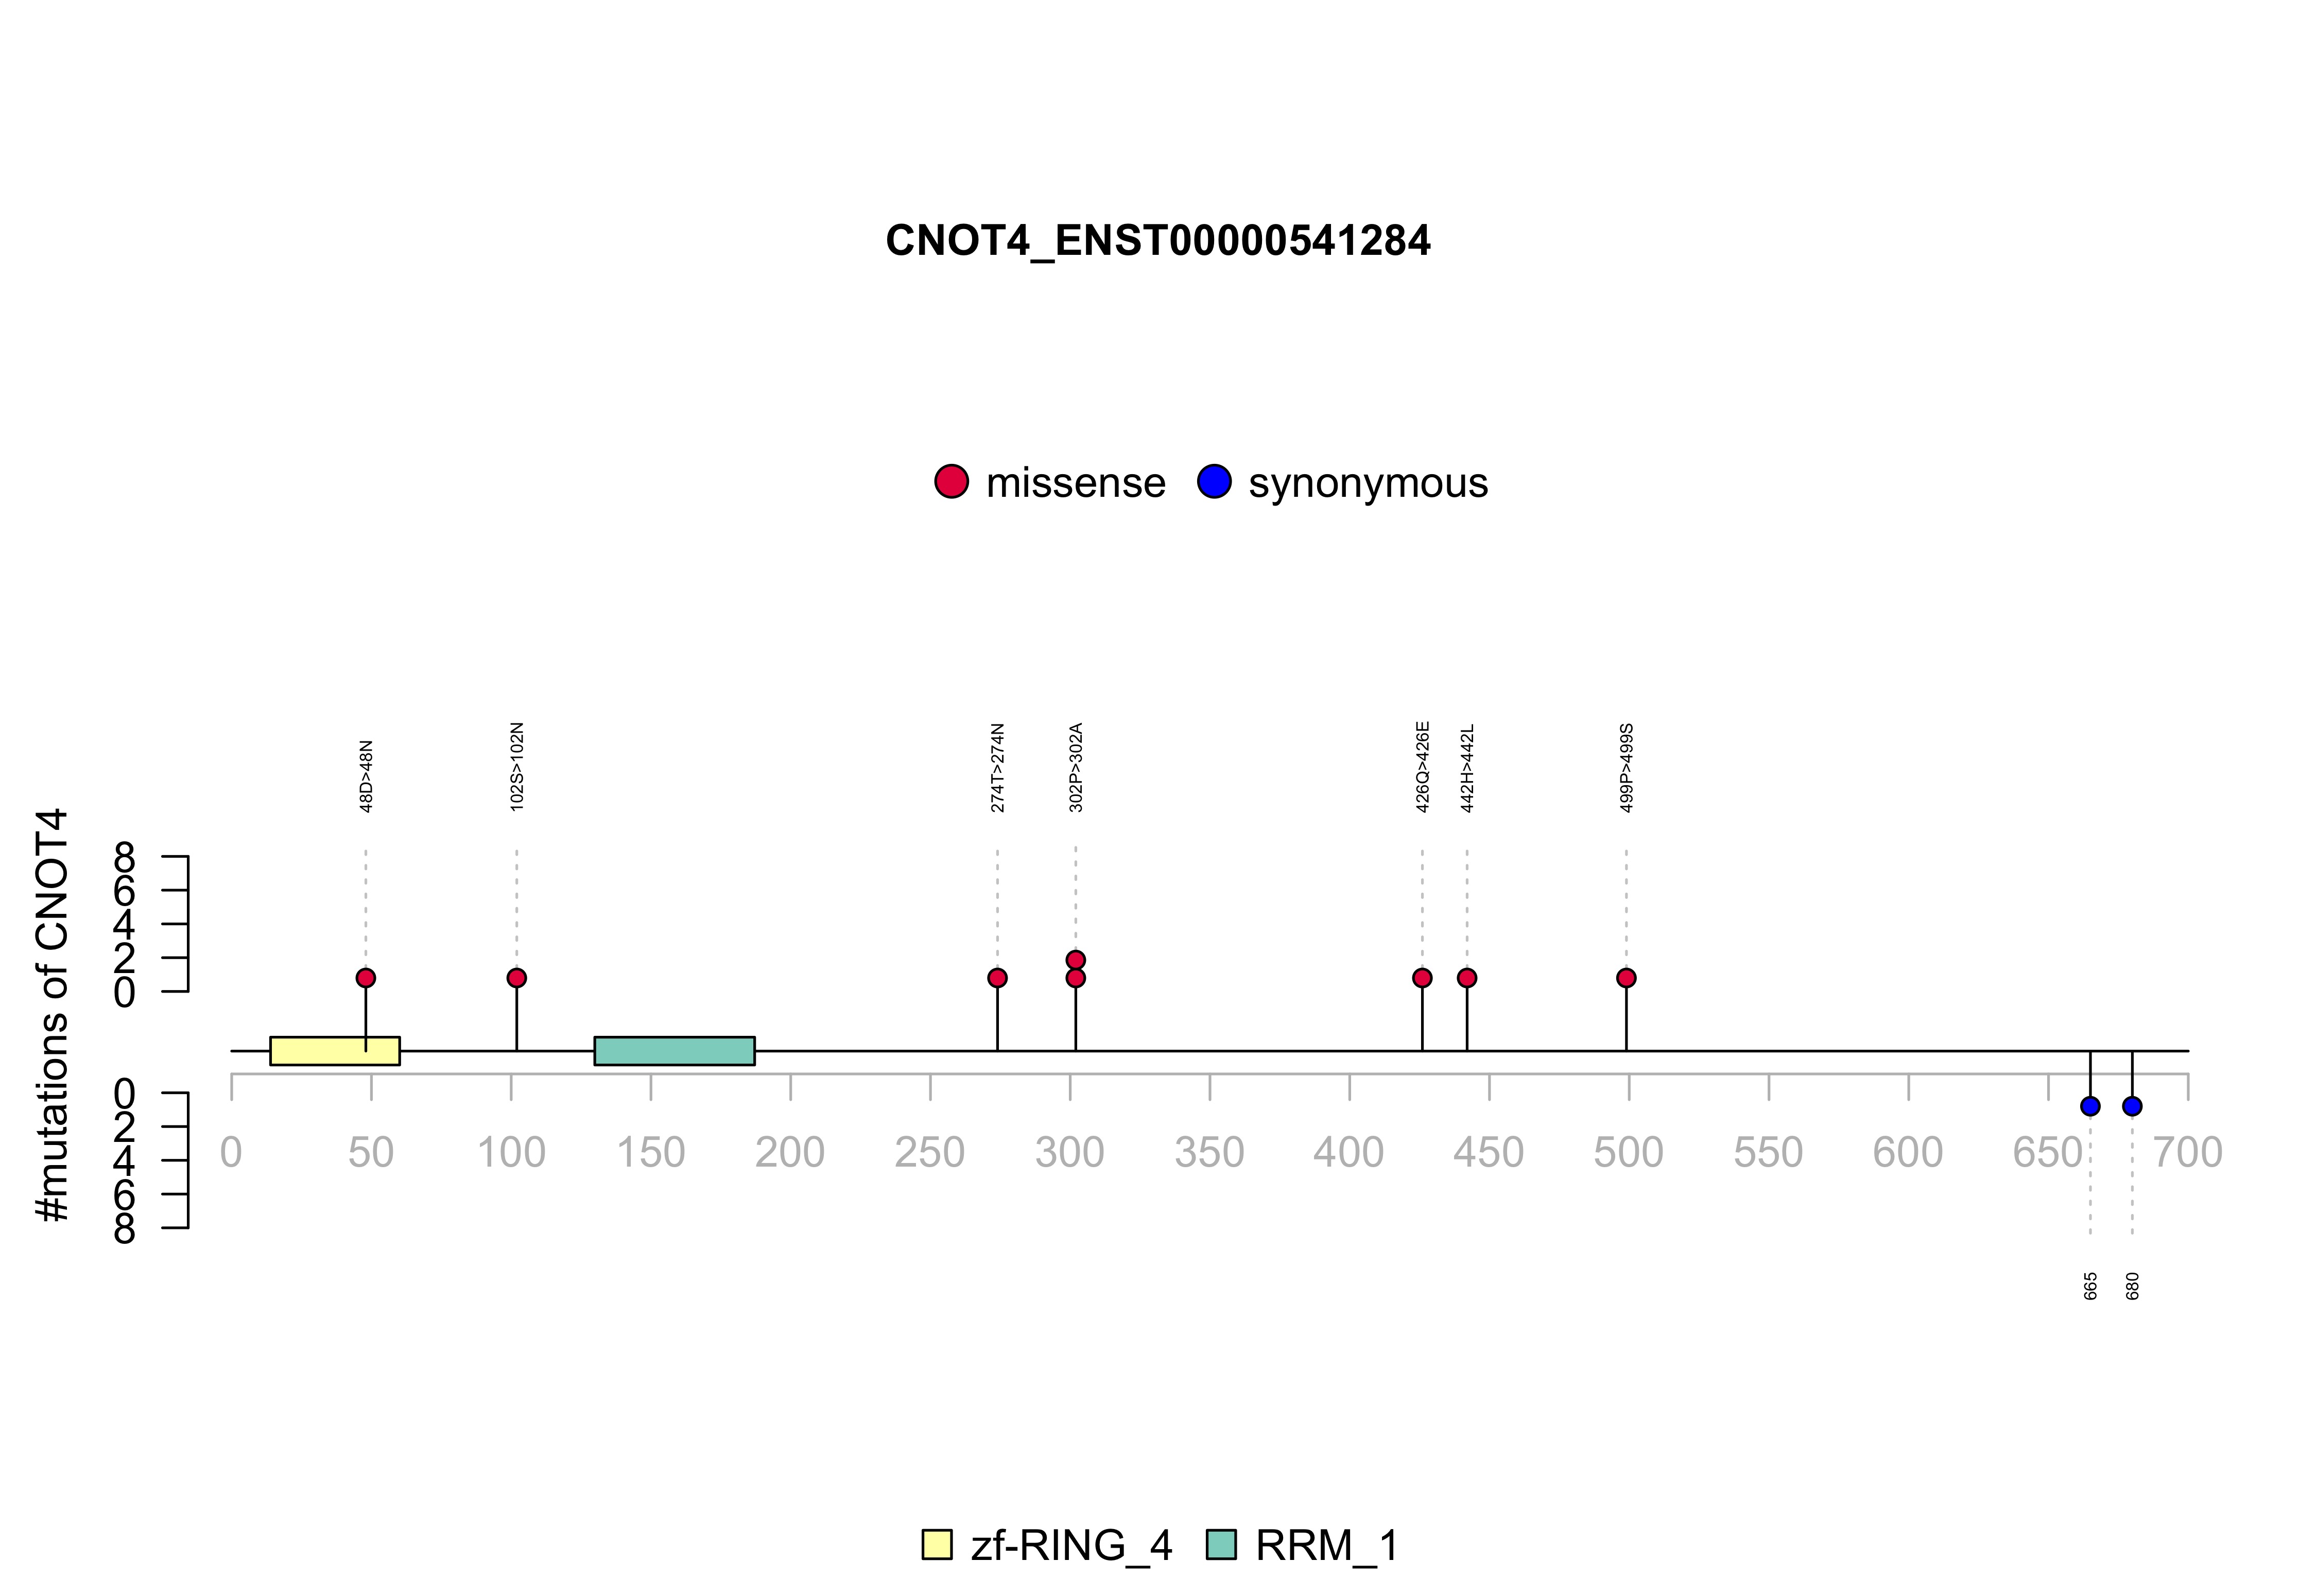 CNOT4_ENST00000541284
missense synonymous
48D>48N
102S>102N
274T>274N
302P>302A
426Q>426E
442H>442L
499P>499S
#mutations of CNOT4
8
6
4
2
0
0
2
4
6
8
0 50 100 150 200 250 300 350 400 450 500 550 600 650 700
665
680
zf-RING_4 RRM_1